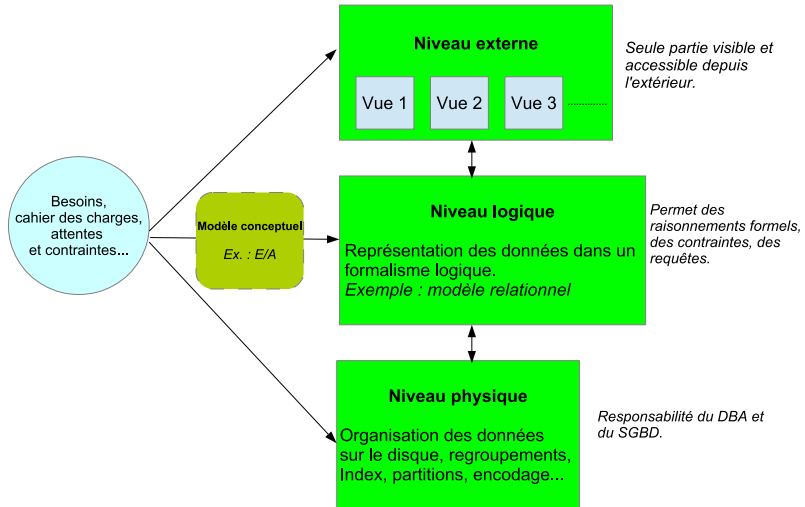 Niveau externe
Vue 1
Vue 2
Vue 3
Seule partie visible et
accessible depuis
l'extérieur.
Besoins,
cahier des charges,
attentes
et contraintes...
Modèle conceptuel
Ex. : E/A
Niveau logique
Représentation des données dans un
formalisme logique.
Exemple : modèle relationnel
Permet des
raisonnements formels,
des contraintes, des
requêtes.
Niveau physique
Organisation des données
sur le disque, regroupements,
Index, partitions, encodage...
Responsabilité du DBA et
du SGBD.